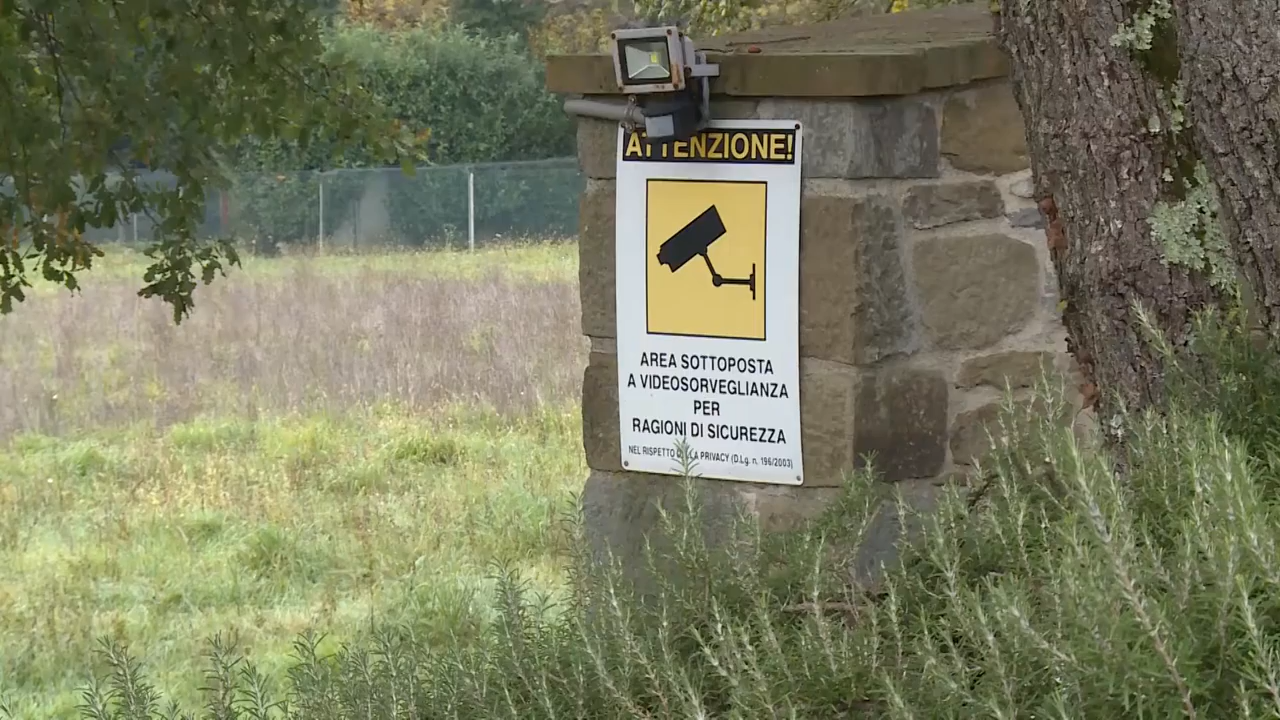 ATTENZIONE!
AREA SOTTOPOSTA
A VIDEOSORVEGLIANZA
PER
RAGIONI DI SICUREZZA
NEL RISPETTO DELLA PRIVACY (D.Lg. n. 196/2003)